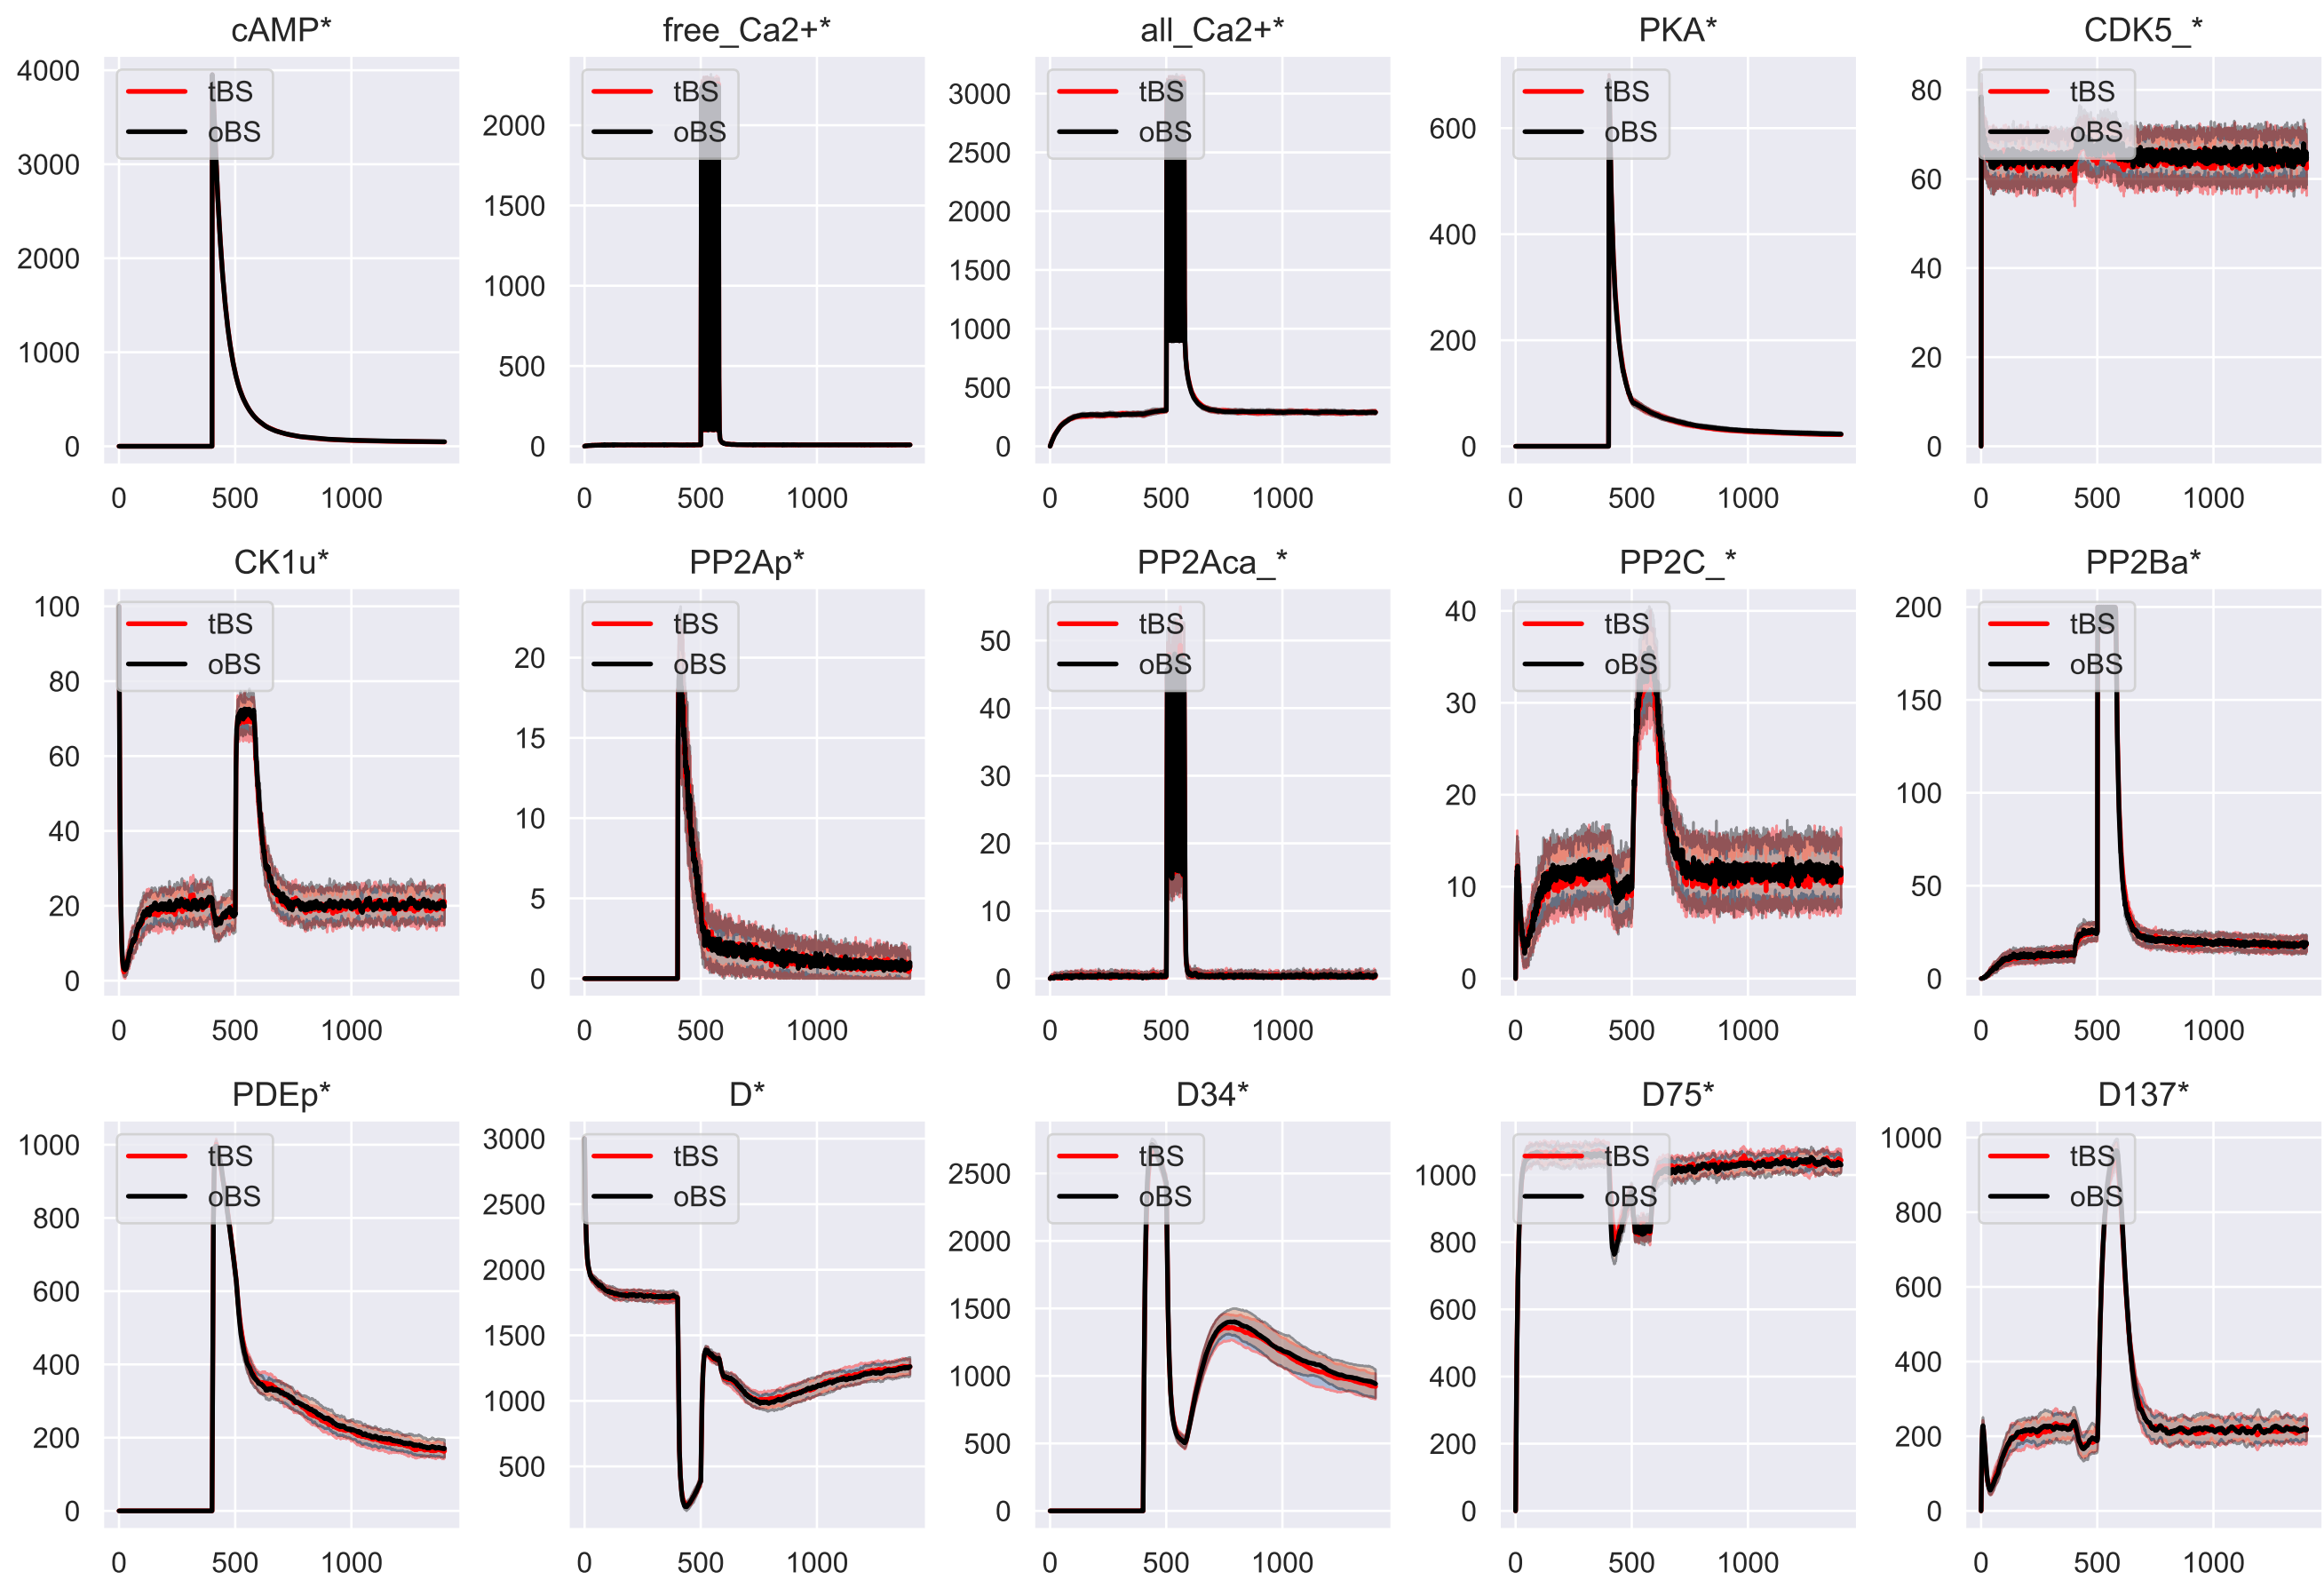 cAMP*
free_Ca2+*
all_Ca2+*
PKA*
CDK5_*
4000
3000
2000
1000
0
0 500 1000
tBS
oBS
2000
1500
1000
500
0
0 500 1000
tBS
oBS
3000
2500
2000
1500
1000
500
0
0 500 1000
tBS
oBS
600
400
200
0
0 500 1000
tBS
oBS
80
60
40
20
0
0 500 1000
tBS
oBS
CK1u*
PP2Ap*
PP2Aca_*
PP2C_*
PP2Ba*
100
80
60
40
20
0
0 500 1000
tBS
oBS
20
15
10
5
0
0 500 1000
tBS
oBS
50
40
30
20
10
0
0 500 1000
tBS
oBS
40
30
20
10
0
0 500 1000
tBS
oBS
200
150
100
50
0
0 500 1000
tBS
oBS
PDEp*
D*
D34*
D75*
D137*
1000
800
600
400
200
0
0 500 1000
tBS
oBS
3000
2500
2000
1500
1000
500
0 500 1000
tBS
oBS
2500
2000
1500
1000
500
0
0 500 1000
tBS
oBS
1000
800
600
400
200
0
0 500 1000
tBS
oBS
1000
800
600
400
200
0
0 500 1000
tBS
oBS